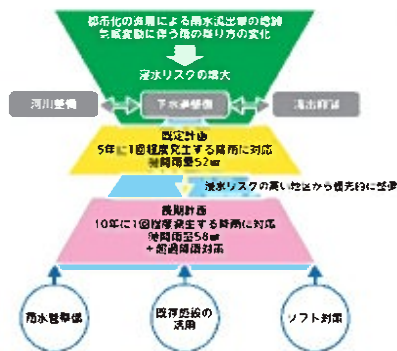 都市化の進展による雨水流出量の増加
気候変動に伴う雨の降り方の変化
浸水リスクの増大
河川整備
下水道整備
流出抑制
既定計画
5年に1回程度発生する降雨に対応
時間雨量52㎜
浸水リスクの高い地区から優先的に整備
長期計画
10年に1回程度発生する降雨に対応
時間雨量58㎜
+超過降雨対策
雨水管整備
既存施設の
活用
ソフト対策